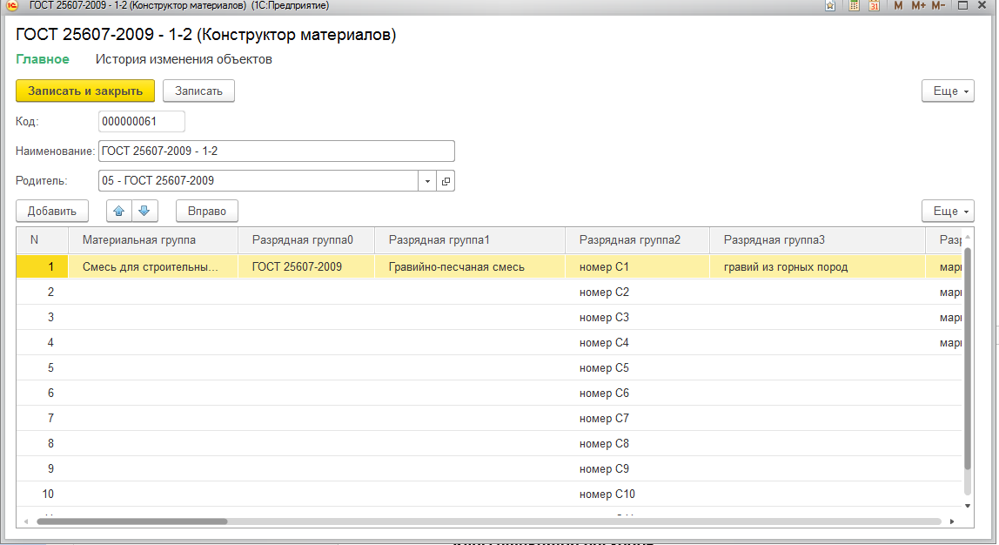 ГОСТ 25607-2009 - 1-2 (Конструктор материалов) (1С:Предприятие) 31 M M+ M-
ГОСТ 25607-2009 - 1-2 (Конструктор материалов)
Главное История изменения объектов
Записать и закрыть Записать Еще
Код: 000000061
Наименование: ГОСТ 25607-2009 - 1-2
Родитель: 05 - ГОСТ 25607-2009
Добавить Вправо Еще
N Материальная группа Разрядная группа0 Разрядная группа1 Разрядная группа2 Разрядная группа3 Разр
1 Смесь для строительны... ГОСТ 25607-2009 Гравийно-песчаная смесь номер С1 гравий из горных пород мар
2 номер С2 мар
3 номер С3 мар
4 номер С4 мар
5 номер С5
6 номер С6
7 номер С7
8 номер С8
9 номер С9
10 номер С10